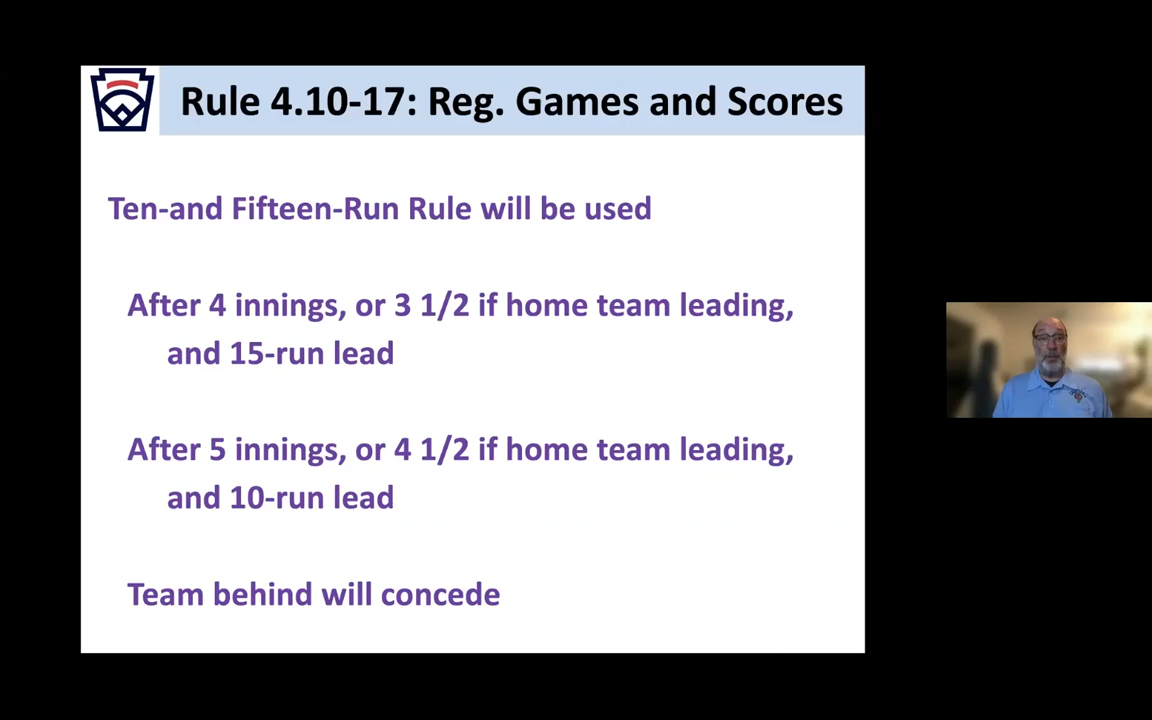 Rule 4.10-17: Reg. Games and Scores
Ten-and Fifteen-Run Rule will be used
After 4 innings, or 3 1/2 if home team leading,
and 15-run lead
After 5 innings, or 4 1/2 if home team leading,
and 10-run lead
Team behind will concede